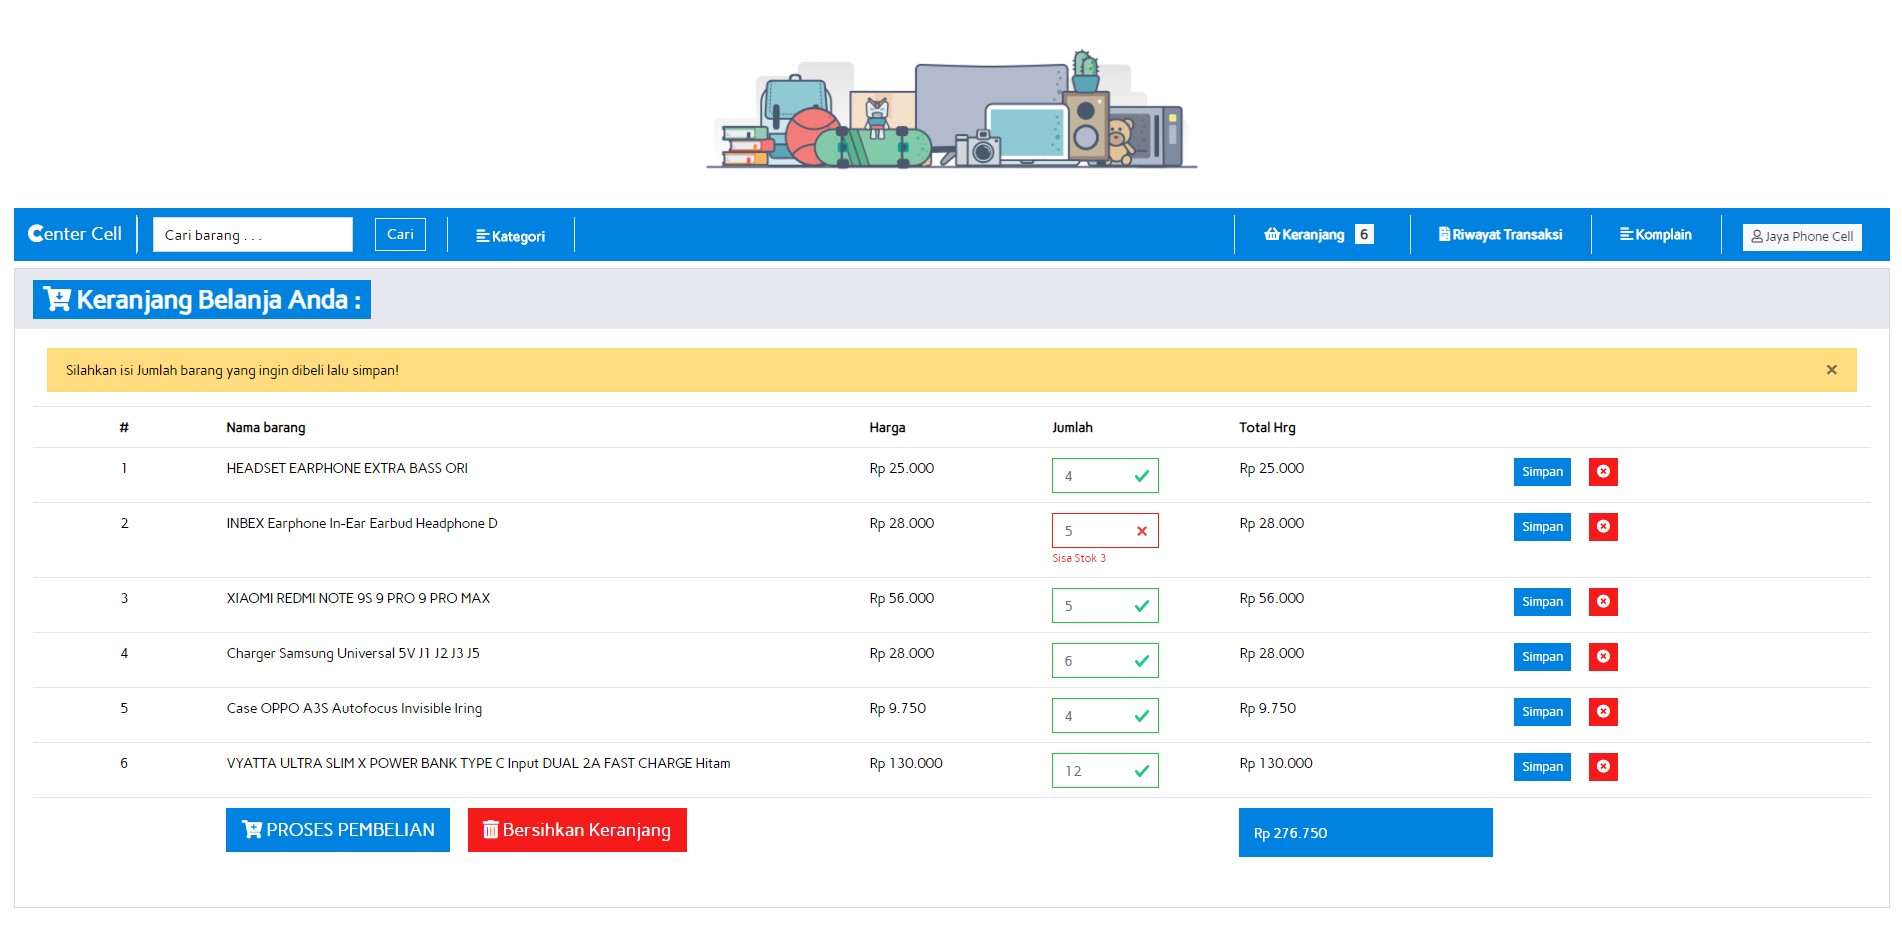 Center Cell
Cari barang . . .
Cari
Kategori
Keranjang 6
Riwayat Transaksi
Komplain
Jaya Phone Cell
Keranjang Belanja Anda :
Silahkan isi Jumlah barang yang ingin dibeli lalu simpan!
# Nama barang Harga Jumlah Total Hrg
1 HEADSET EARPHONE EXTRA BASS ORI Rp 25.000 4 Rp 25.000 Simpan
2 INBEX Earphone In-Ear Earbud Headphone D Rp 28.000 5 Rp 28.000 Simpan
Sisa Stok 3
3 XIAOMI REDMI NOTE 9S 9 PRO 9 PRO MAX Rp 56.000 5 Rp 56.000 Simpan
4 Charger Samsung Universal 5V J1 J2 J3 J5 Rp 28.000 6 Rp 28.000 Simpan
5 Case OPPO A3S Autofocus Invisible Iring Rp 9.750 4 Rp 9.750 Simpan
6 VYATTA ULTRA SLIM X POWER BANK TYPE C Input DUAL 2A FAST CHARGE Hitam Rp 130.000 12 Rp 130.000 Simpan
PROSES PEMBELIAN Bersihkan Keranjang Rp 276.750